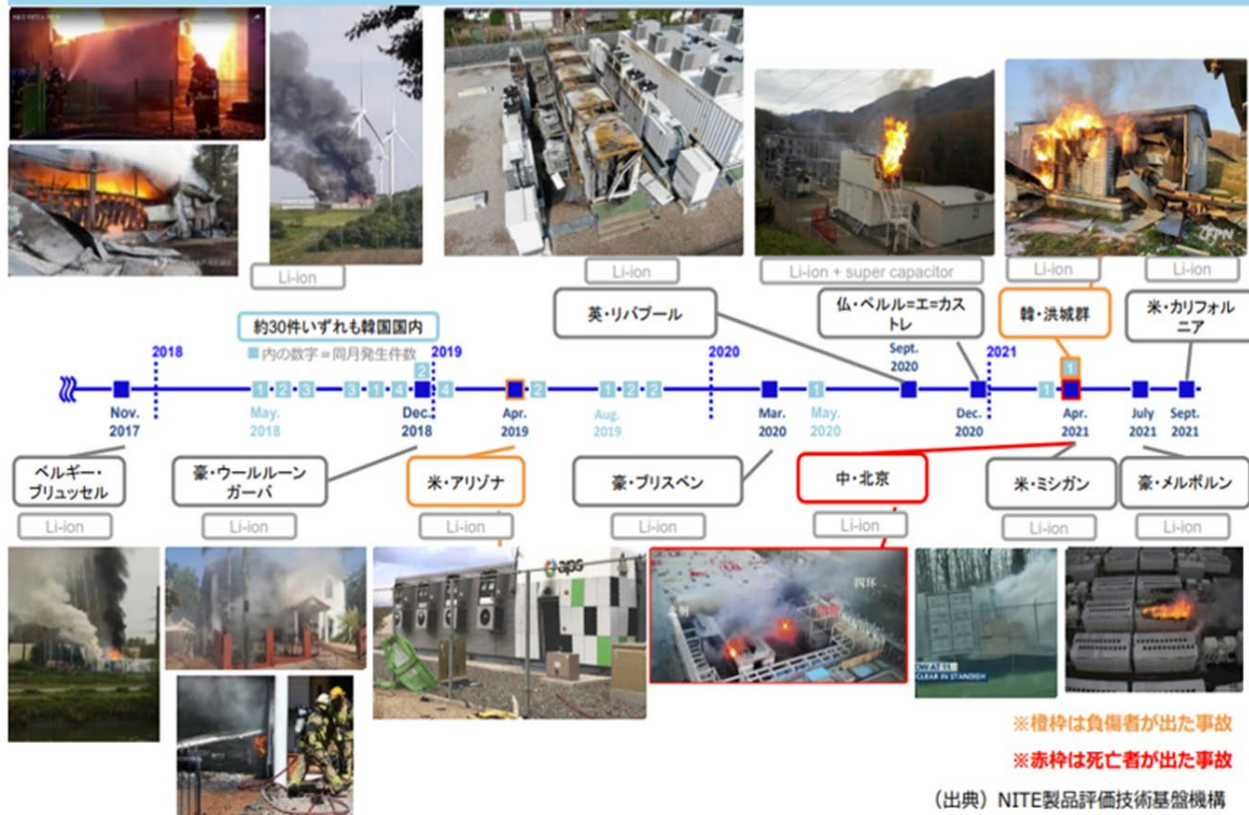 Li-ion
Li-ion
Li-ion + super capacitor
Li-ion
Li-ion
約30件いずれも韓国国内
■内の数字=同月発生件数
英・リバプール
仏・ペルル=エ=カス
トレ
韓・洪城群
米・カリフォル
ニア
2018
2019
2020
2021
Sept.
2020
1
2
3
3
1
4
2
4
2
1
2
2
1
1
1
Nov.
2017
May.
2018
Dec.
2018
Apr.
2019
Aug.
2019
Mar.
2020
May.
2020
Dec.
2020
Apr.
2021
July
2021
Sept.
2021
ベルギー・
ブリュッセル
豪・ウールルーン
ガーバ
米・アリゾナ
豪・ブリスベン
中・北京
米・ミシガン
豪・メルボルン
Li-ion
Li-ion
Li-ion
Li-ion
Li-ion
Li-ion
Li-ion
aps
四环
OW AT 11
CLEAR IN STANDISH
※橙枠は負傷者が出た事故
※赤枠は死亡者が出た事故
(出典)NITE製品評価技術基盤機構